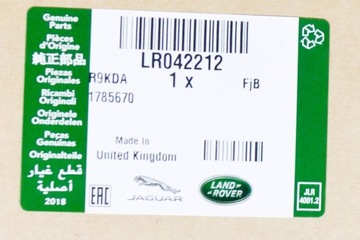 Genuine
Parts
Pièces
d'Origine
純正部品
Piezas
Originales
Ricambi
Originali
Originele
Onderdelen
Peças
Genuinas
Originalteile
قطع غيار
أصلية
2018
LR042212
R9KDA
1 x
FjB
1785670
Made In
United Kingdom
EAC
JAGUAR
LAND-
-ROVER
JLR
4001.2